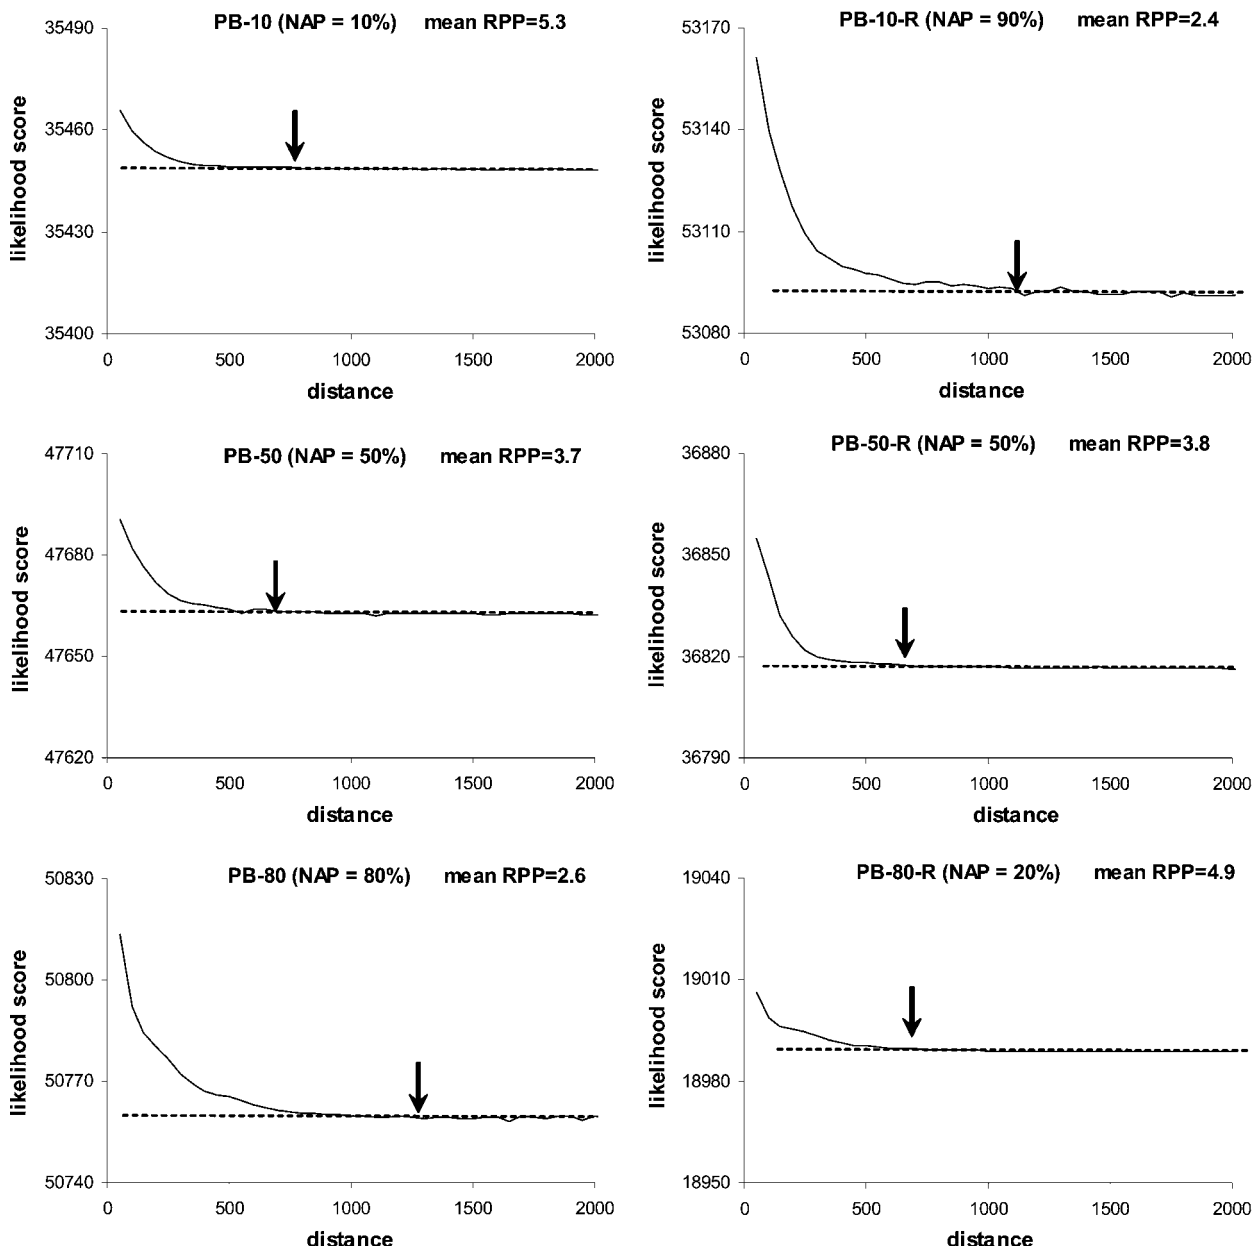 PB-10 (NAP = 10%) mean RPP=5.3
likelihood score
35490
35460
35430
35400
0 500 1000 1500 2000
distance
PB-10-R (NAP = 90%) mean RPP=2.4
likelihood score
53170
53140
53110
53080
0 500 1000 1500 2000
distance
PB-50 (NAP = 50%) mean RPP=3.7
likelihood score
47710
47680
47650
47620
0 500 1000 1500 2000
distance
PB-50-R (NAP = 50%) mean RPP=3.8
likelihood score
36880
36850
36820
36790
0 500 1000 1500 2000
distance
PB-80 (NAP = 80%) mean RPP=2.6
likelihood score
50830
50800
50770
50740
0 500 1000 1500 2000
distance
PB-80-R (NAP = 20%) mean RPP=4.9
likelihood score
19040
19010
18980
18950
0 500 1000 1500 2000
distance